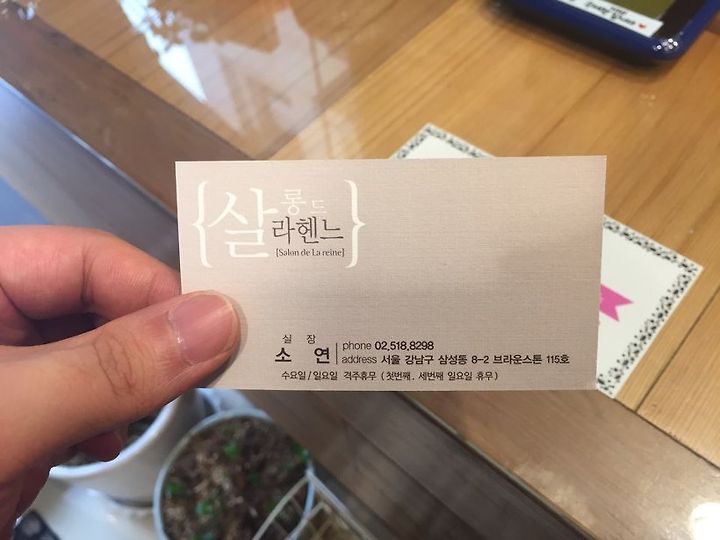 {살롱드
라헨느}
[Salon de La reine]
실 장
소 연
phone 02.518.8298
address 서울 강남구 삼성동 8-2 브라운스톤 115호
수요일/일요일 격주휴무 (첫번째. 세번째 일요일 휴무)